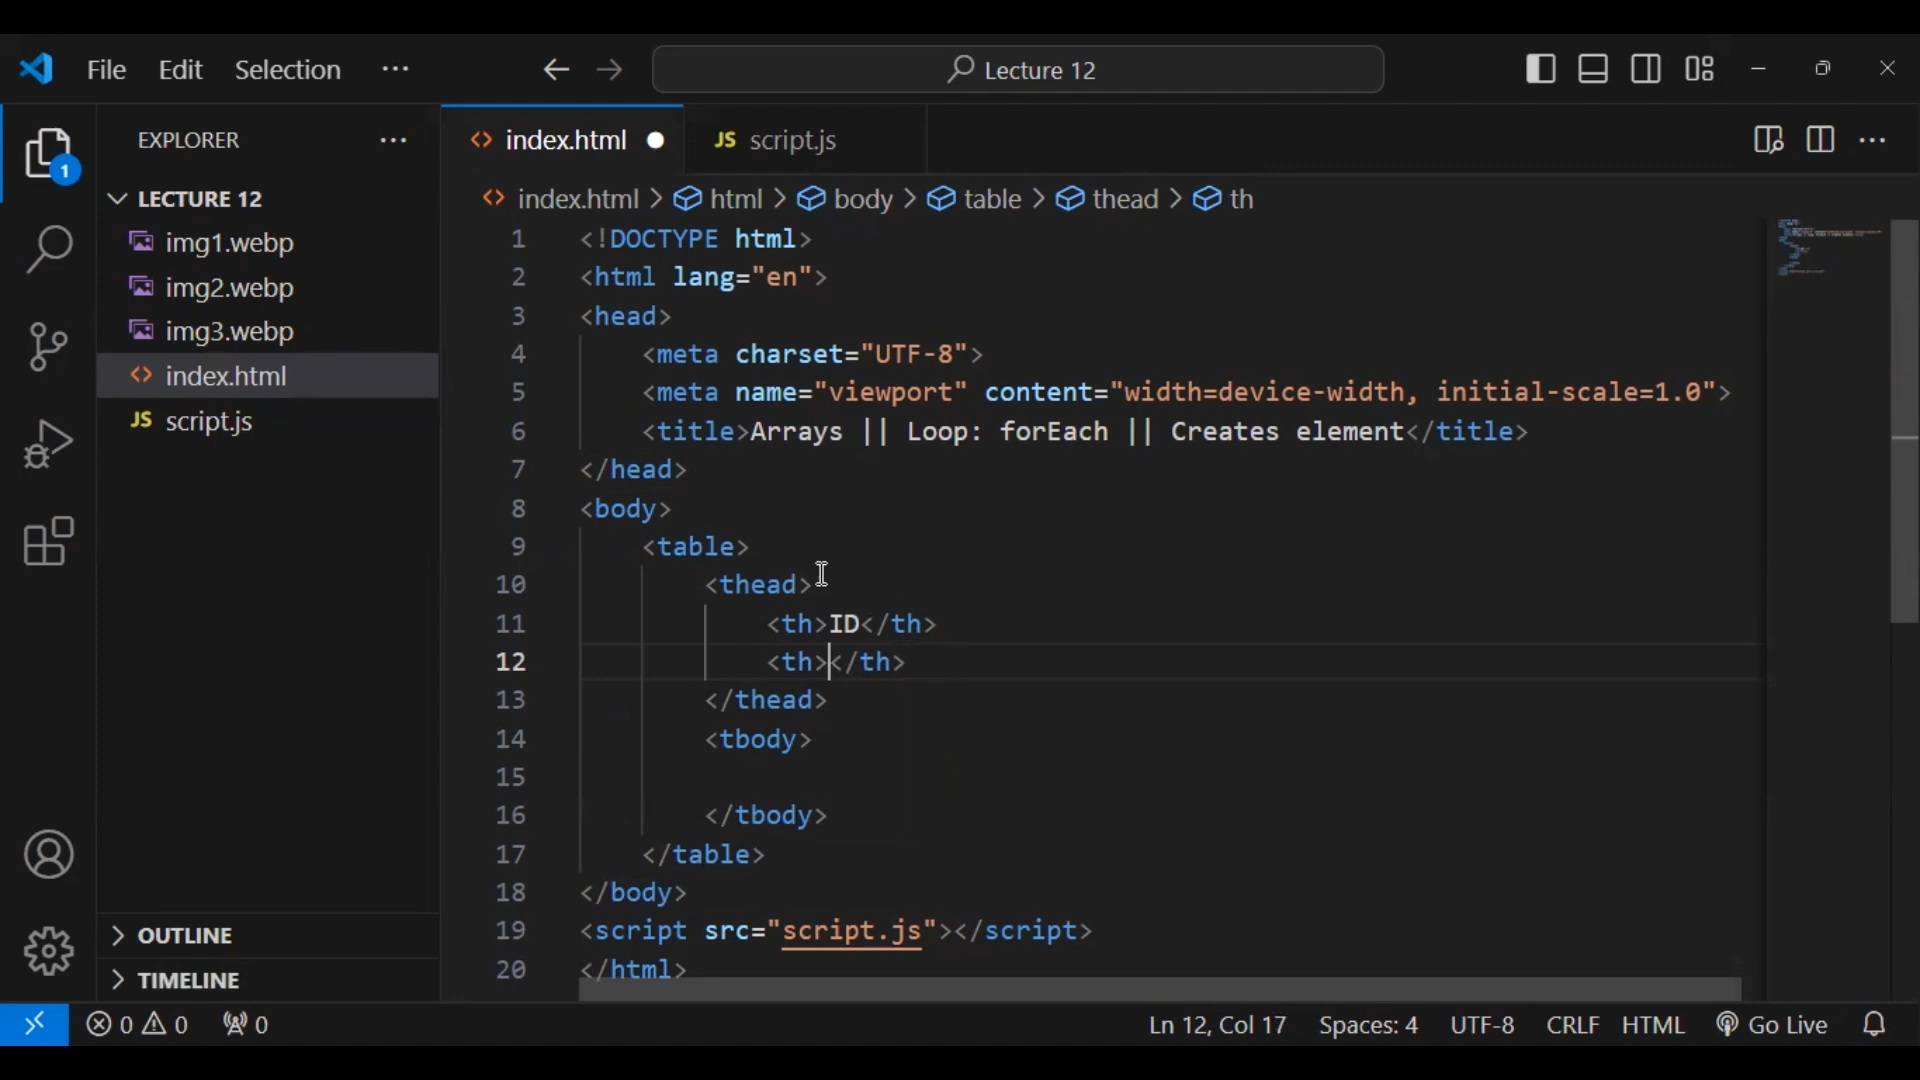 File Edit Selection ··· Lecture 12
EXPLORER ···
index.html ● JS script.js ···
1
LECTURE 12
img1.webp
img2.webp
img3.webp
index.html
JS script.js
OUTLINE
TIMELINE
index.html > html > body > table > thead > th
1 <!DOCTYPE html>
2 <html lang="en">
3 <head>
4 <meta charset="UTF-8">
5 <meta name="viewport" content="width=device-width, initial-scale=1.0">
6 <title>Arrays || Loop: forEach || Creates element</title>
7 </head>
8 <body>
9 <table>
10 <thead>
11 <th>ID</th>
12 <th></th>
13 </thead>
14 <tbody>
15
16 </tbody>
17 </table>
18 </body>
19 <script src="script.js"></script>
20 </html>
0 0 0 Ln 12, Col 17 Spaces: 4 UTF-8 CRLF HTML Go Live